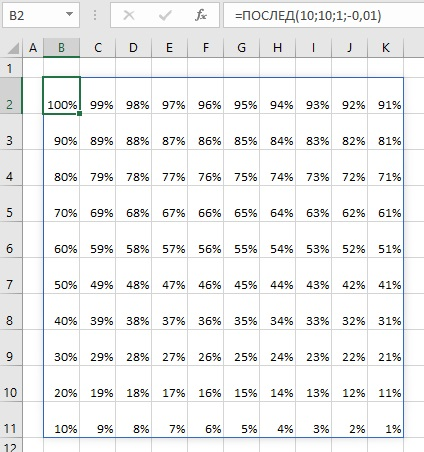 B2 fx =ПОСЛЕД(10;10;1;-0,01)
A B C D E F G H I J K
1
2 100% 99% 98% 97% 96% 95% 94% 93% 92% 91%
3 90% 89% 88% 87% 86% 85% 84% 83% 82% 81%
4 80% 79% 78% 77% 76% 75% 74% 73% 72% 71%
5 70% 69% 68% 67% 66% 65% 64% 63% 62% 61%
6 60% 59% 58% 57% 56% 55% 54% 53% 52% 51%
7 50% 49% 48% 47% 46% 45% 44% 43% 42% 41%
8 40% 39% 38% 37% 36% 35% 34% 33% 32% 31%
9 30% 29% 28% 27% 26% 25% 24% 23% 22% 21%
10 20% 19% 18% 17% 16% 15% 14% 13% 12% 11%
11 10% 9% 8% 7% 6% 5% 4% 3% 2% 1%
12